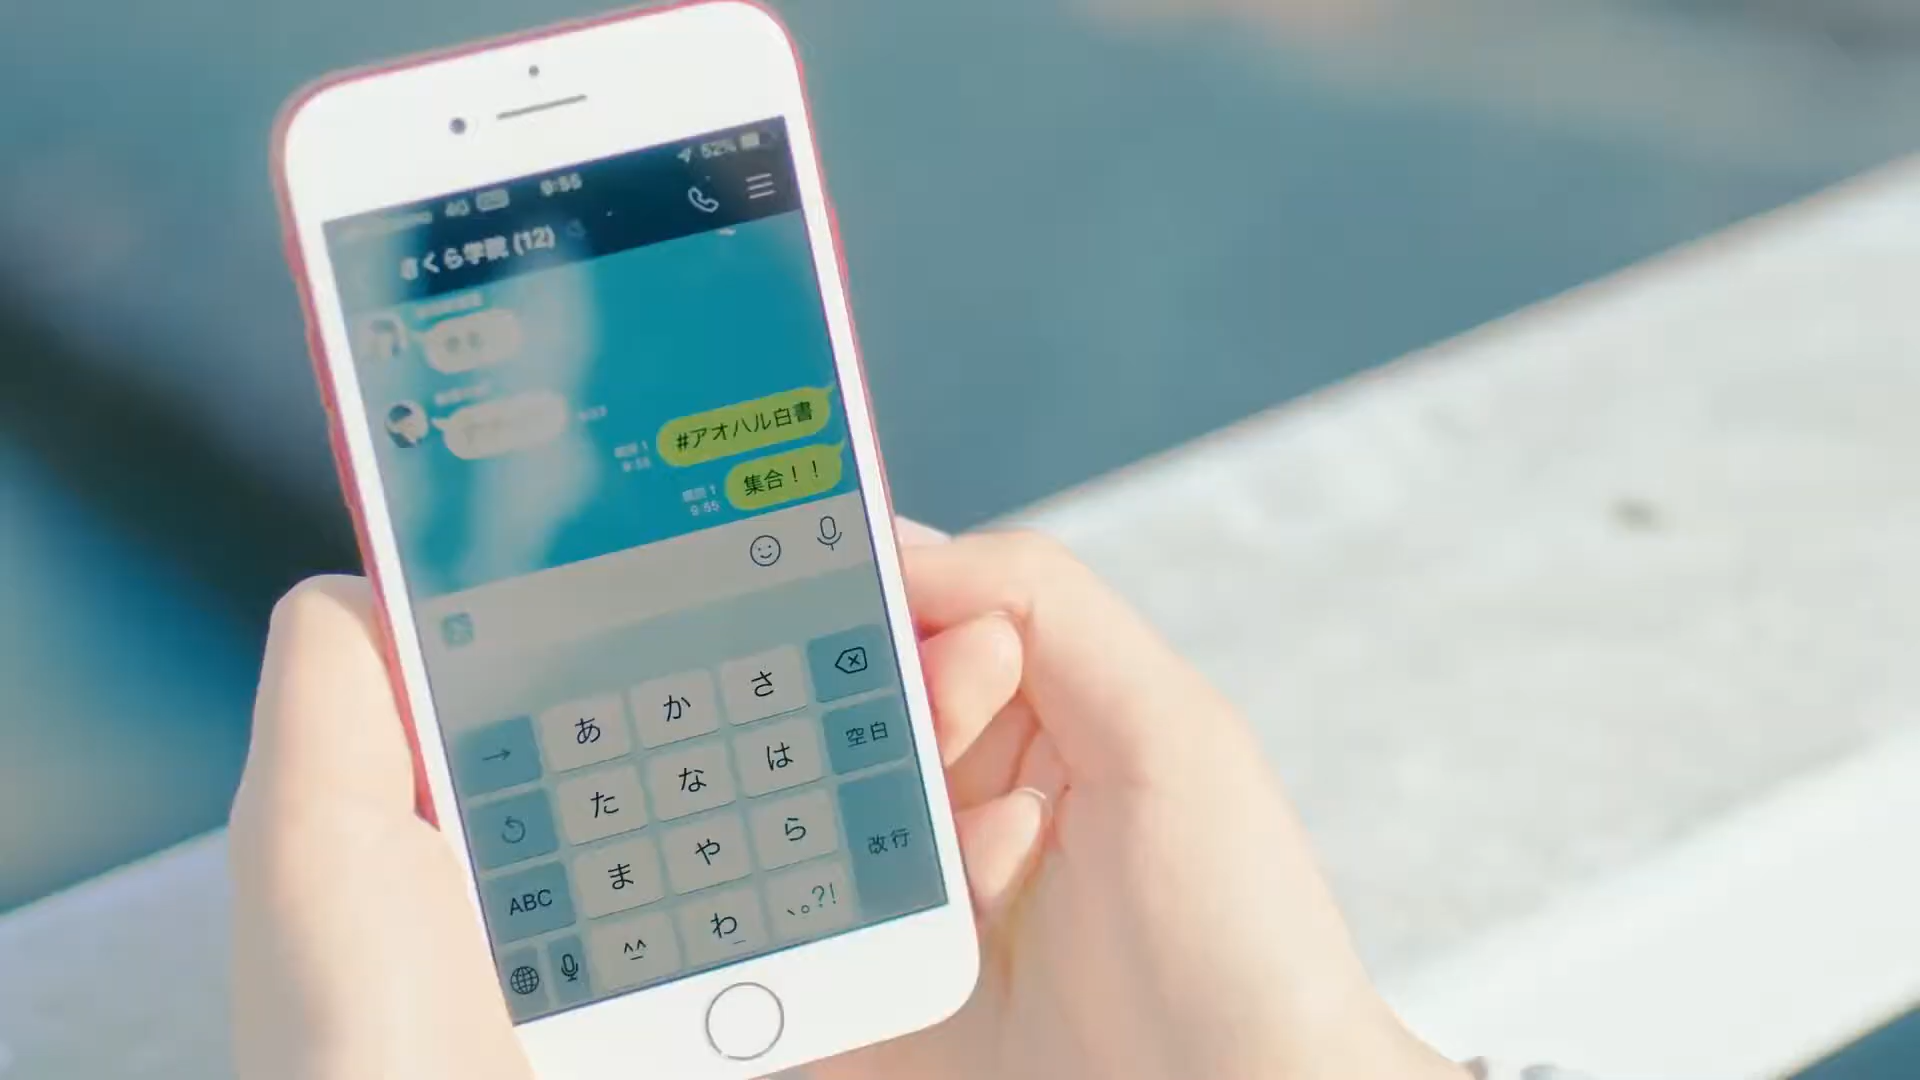 4G 9:55 52%
さくら学院 (12)
#アオハル白書
既読 1
9:55
集合！！
既読 1
9:55
→ あ か さ
た な は 空白
ABC ま や ら 改行
^^ わ 、。?!